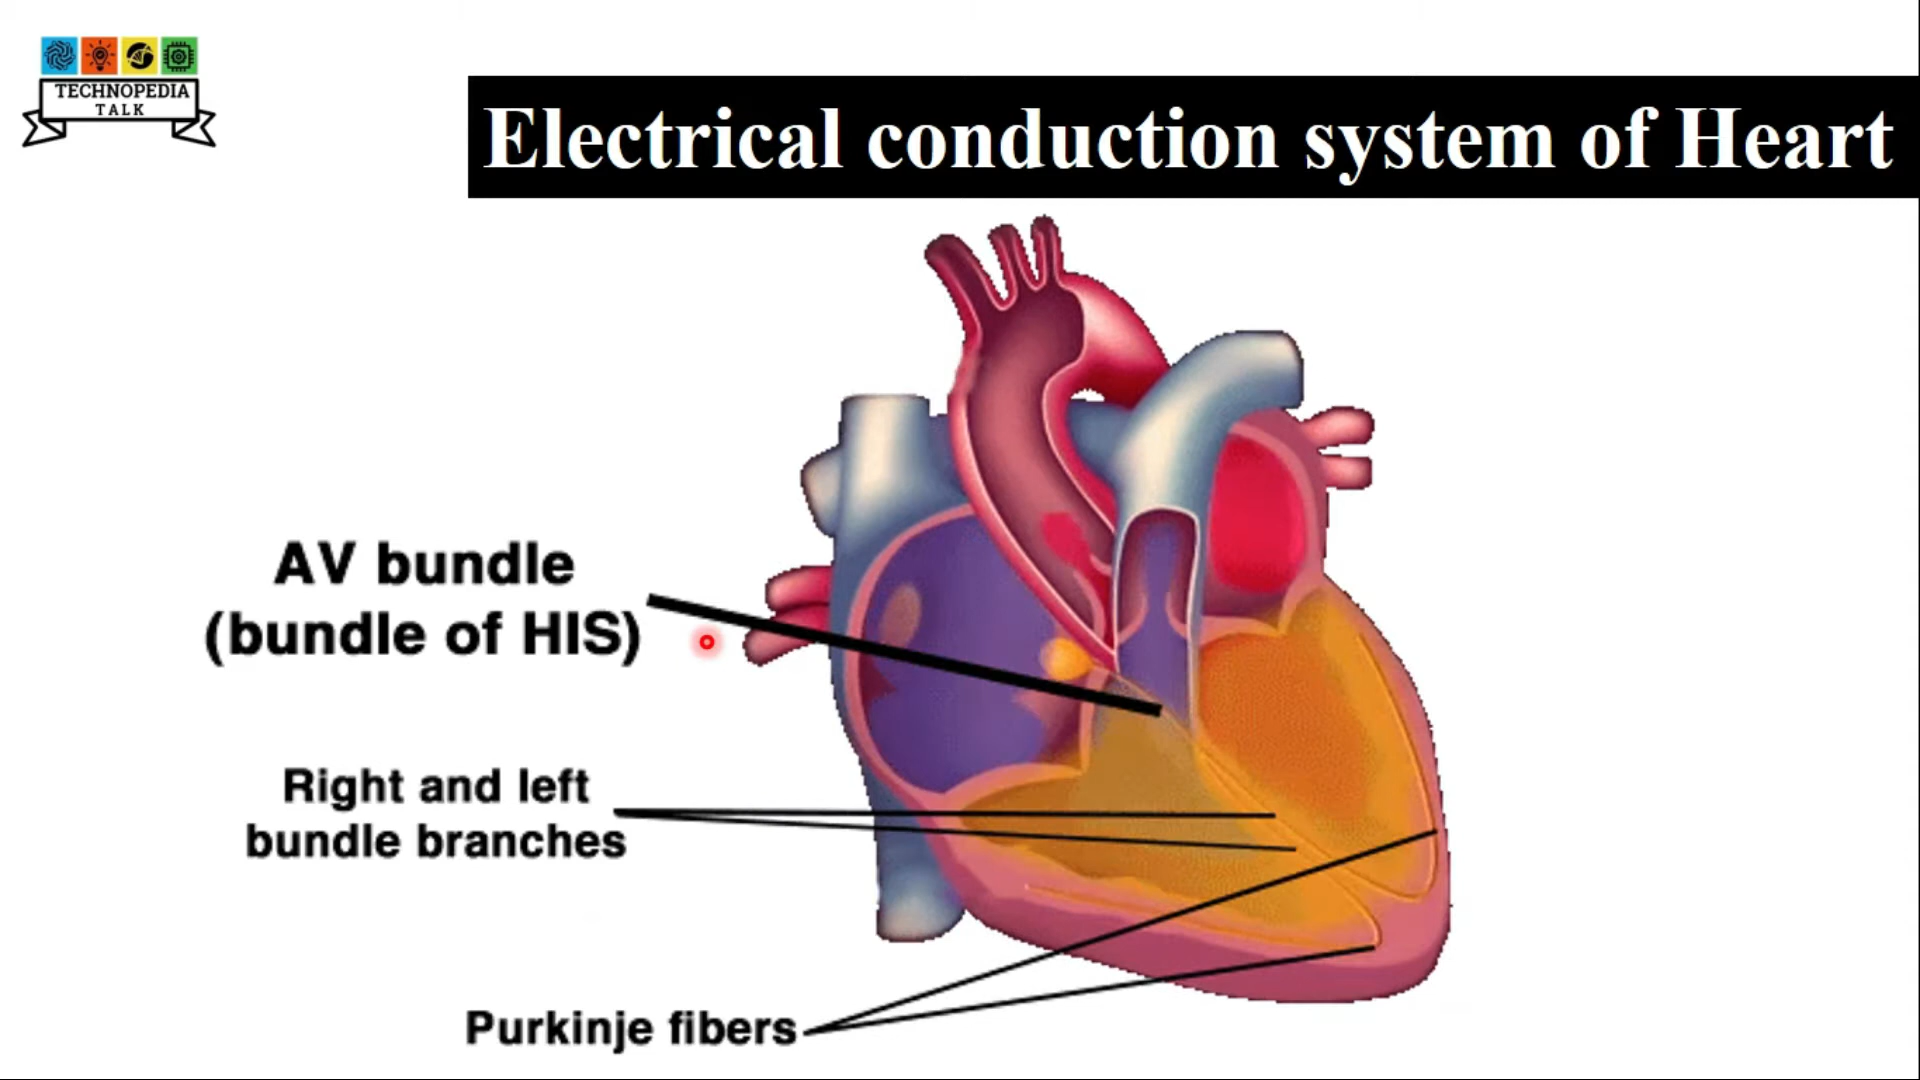 TECHNOPEDIA
TALK
Electrical conduction system of Heart
AV bundle
(bundle of HIS)
Right and left
bundle branches
Purkinje fibers